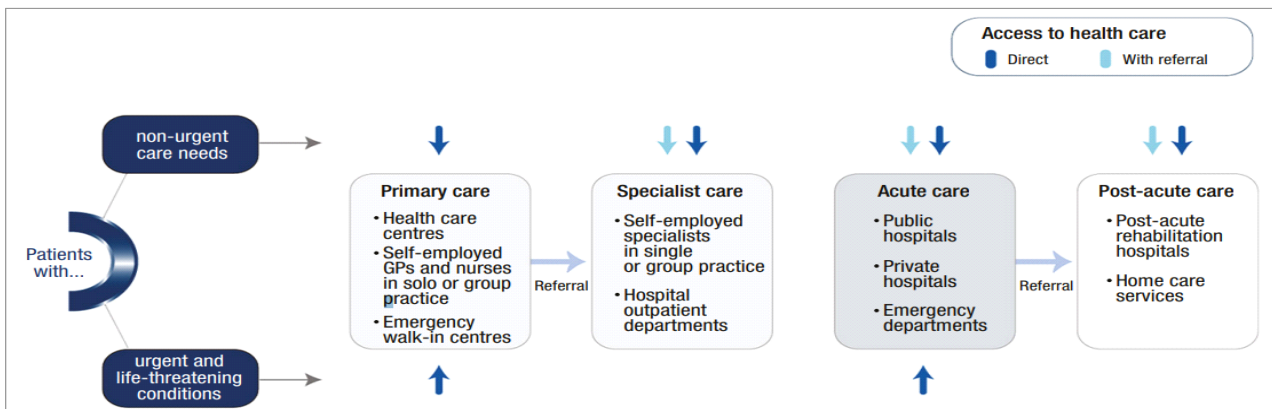 Access to health care
Direct
With referral
non-urgent
care needs
Patients
with...
urgent and
life-threatening
conditions
Primary care
• Health care
centres
• Self-employed
GPs and nurses
in solo or group
practice
• Emergency
walk-in centres
Referral
Specialist care
• Self-employed
specialists
in single
or group practice
• Hospital
outpatient
departments
Acute care
• Public
hospitals
• Private
hospitals
• Emergency
departments
Referral
Post-acute care
• Post-acute
rehabilitation
hospitals
• Home care
services